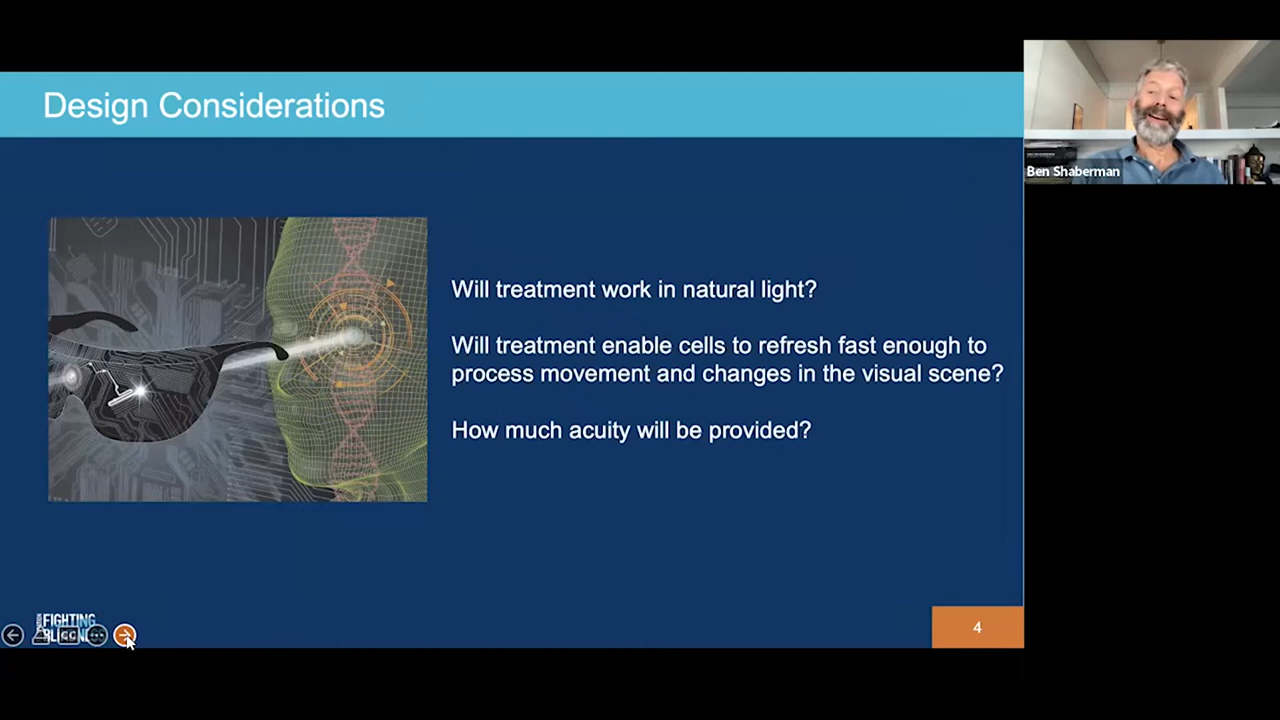 Design Considerations
Ben Shaberman
Will treatment work in natural light?
Will treatment enable cells to refresh fast enough to
process movement and changes in the visual scene?
How much acuity will be provided?
FIGHTING
4